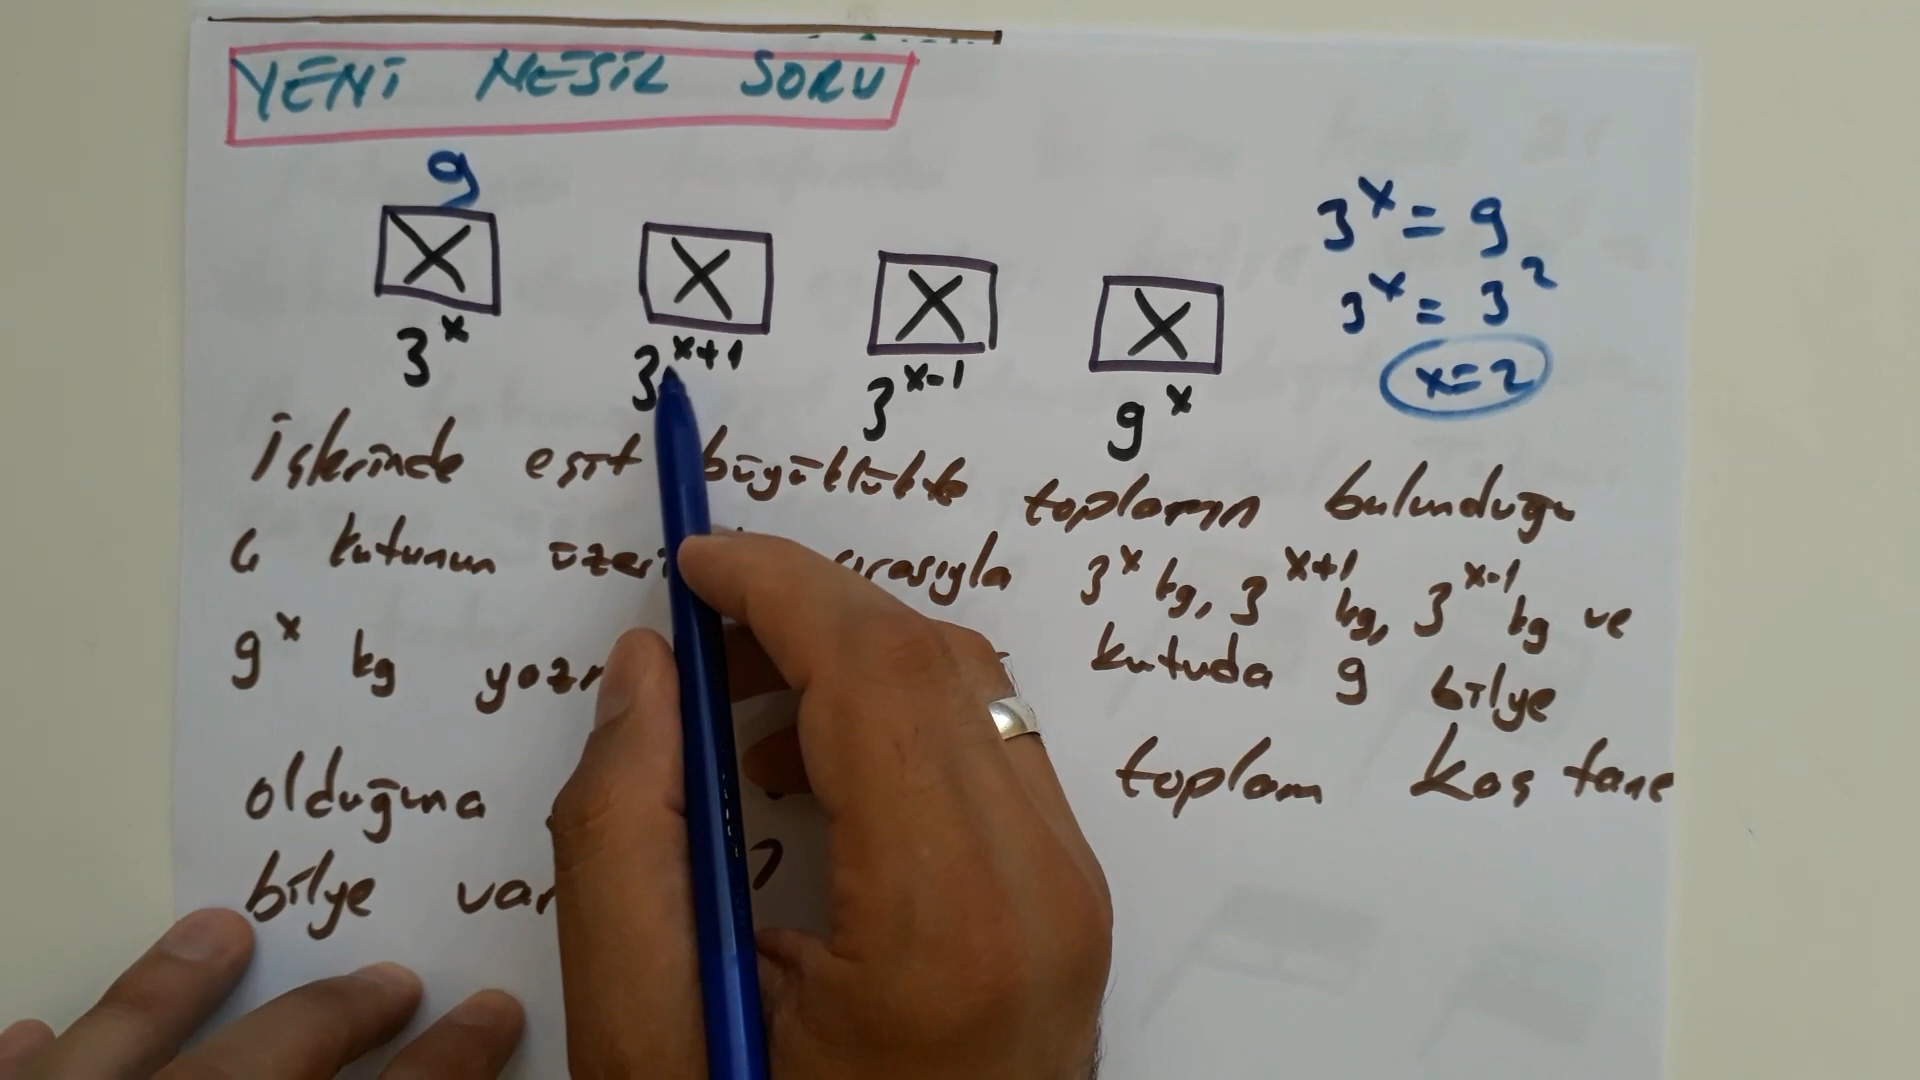 YENİ NESİL SORU
9
3^x 3^x+1 3^x-1 9^x
3^x = 9
3^x = 3^2
x=2
İçlerinde eşit büyüklükte topların bulunduğu
4 kutunun sırasıyla 3^x kg, 3^x+1 kg, 3^x-1 kg ve
9^x kg kutuda 9 bilye
olduğuna toplam kaç tane
bilye var ?